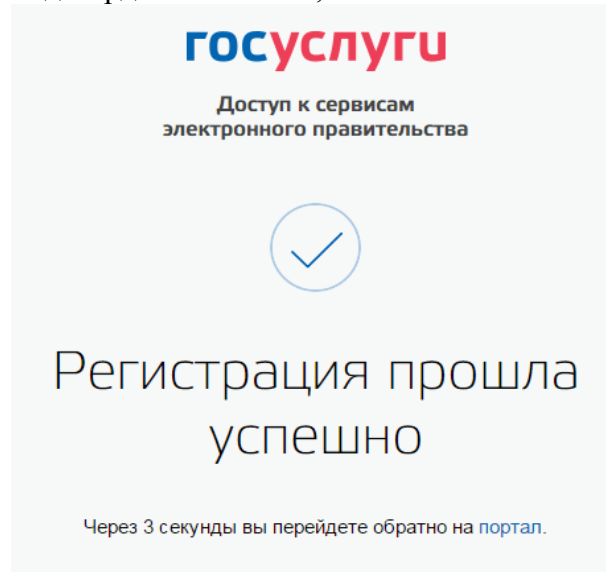 госуслуги
Доступ к сервисам
электронного правительства
Регистрация прошла
успешно
Через 3 секунды вы перейдете обратно на портал.